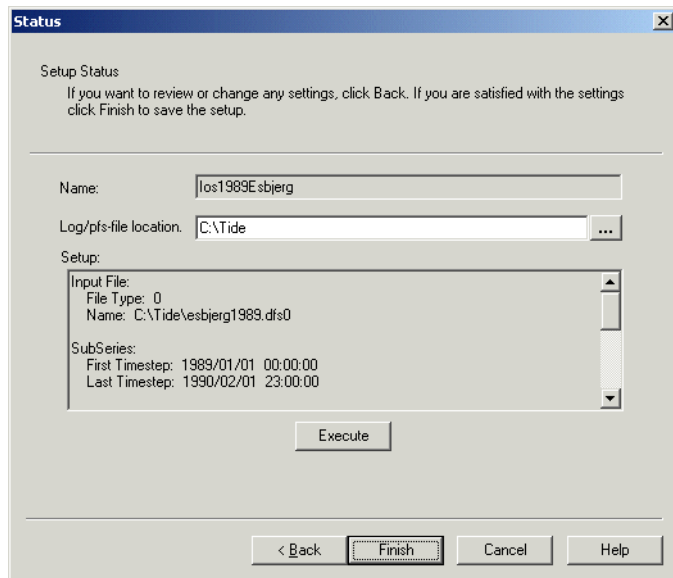 Status
Setup Status
If you want to review or change any settings, click Back. If you are satisfied with the settings
click Finish to save the setup.
Name: Ios1989Esbjerg
Log/pfs-file location. C:\Tide ...
Setup:
Input File:
File Type: 0
Name: C:\Tide\esbjerg1989.dfs0
SubSeries:
First Timestep: 1989/01/01 00:00:00
Last Timestep: 1990/02/01 23:00:00
Execute
< Back Finish Cancel Help